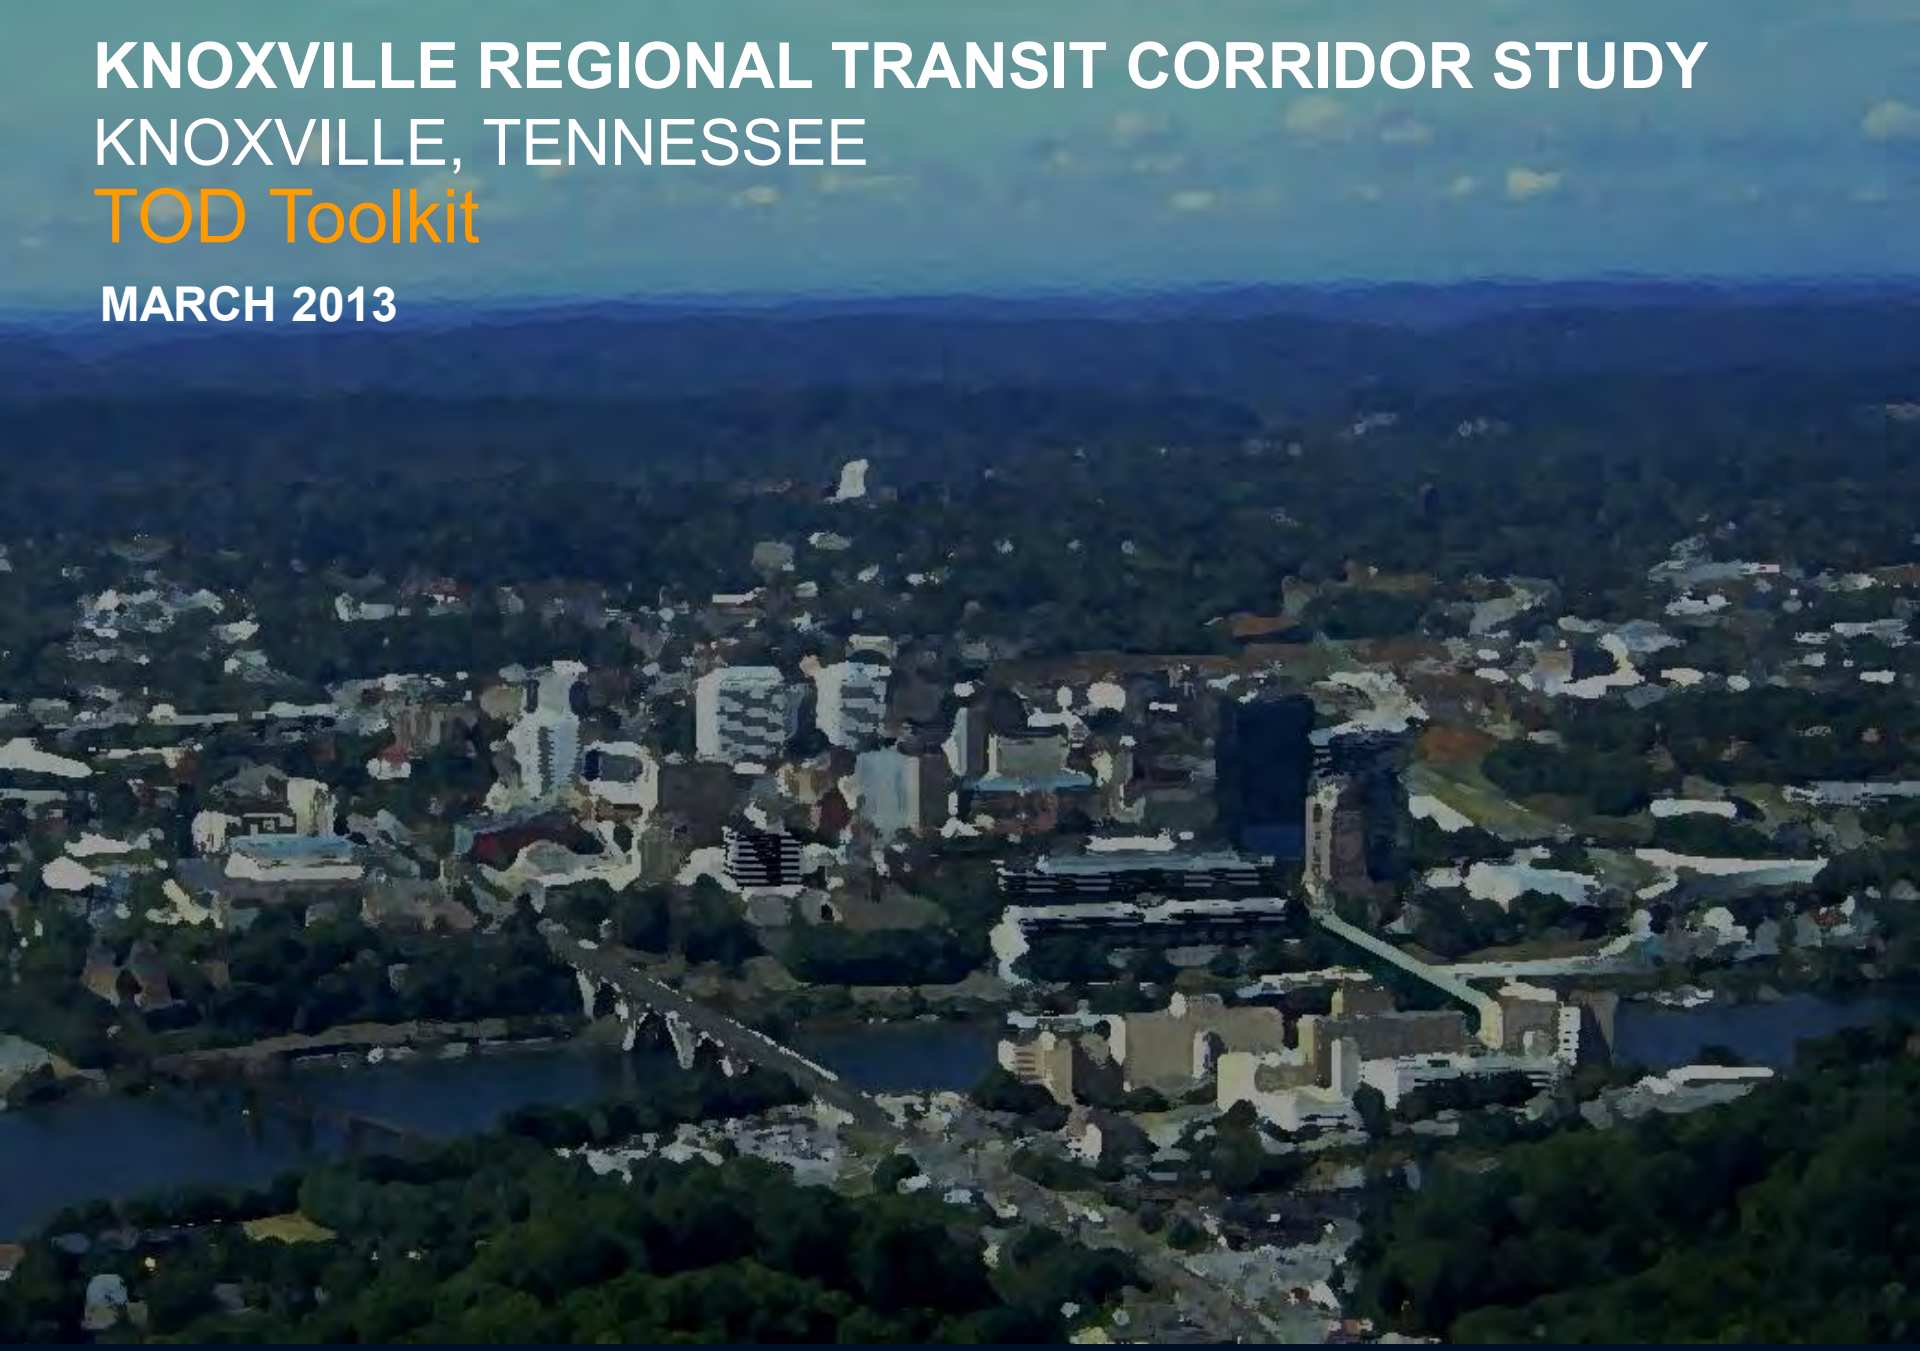 KNOXVILLE REGIONAL TRANSIT CORRIDOR STUDY
KNOXVILLE, TENNESSEE
TOD Toolkit
MARCH 2013